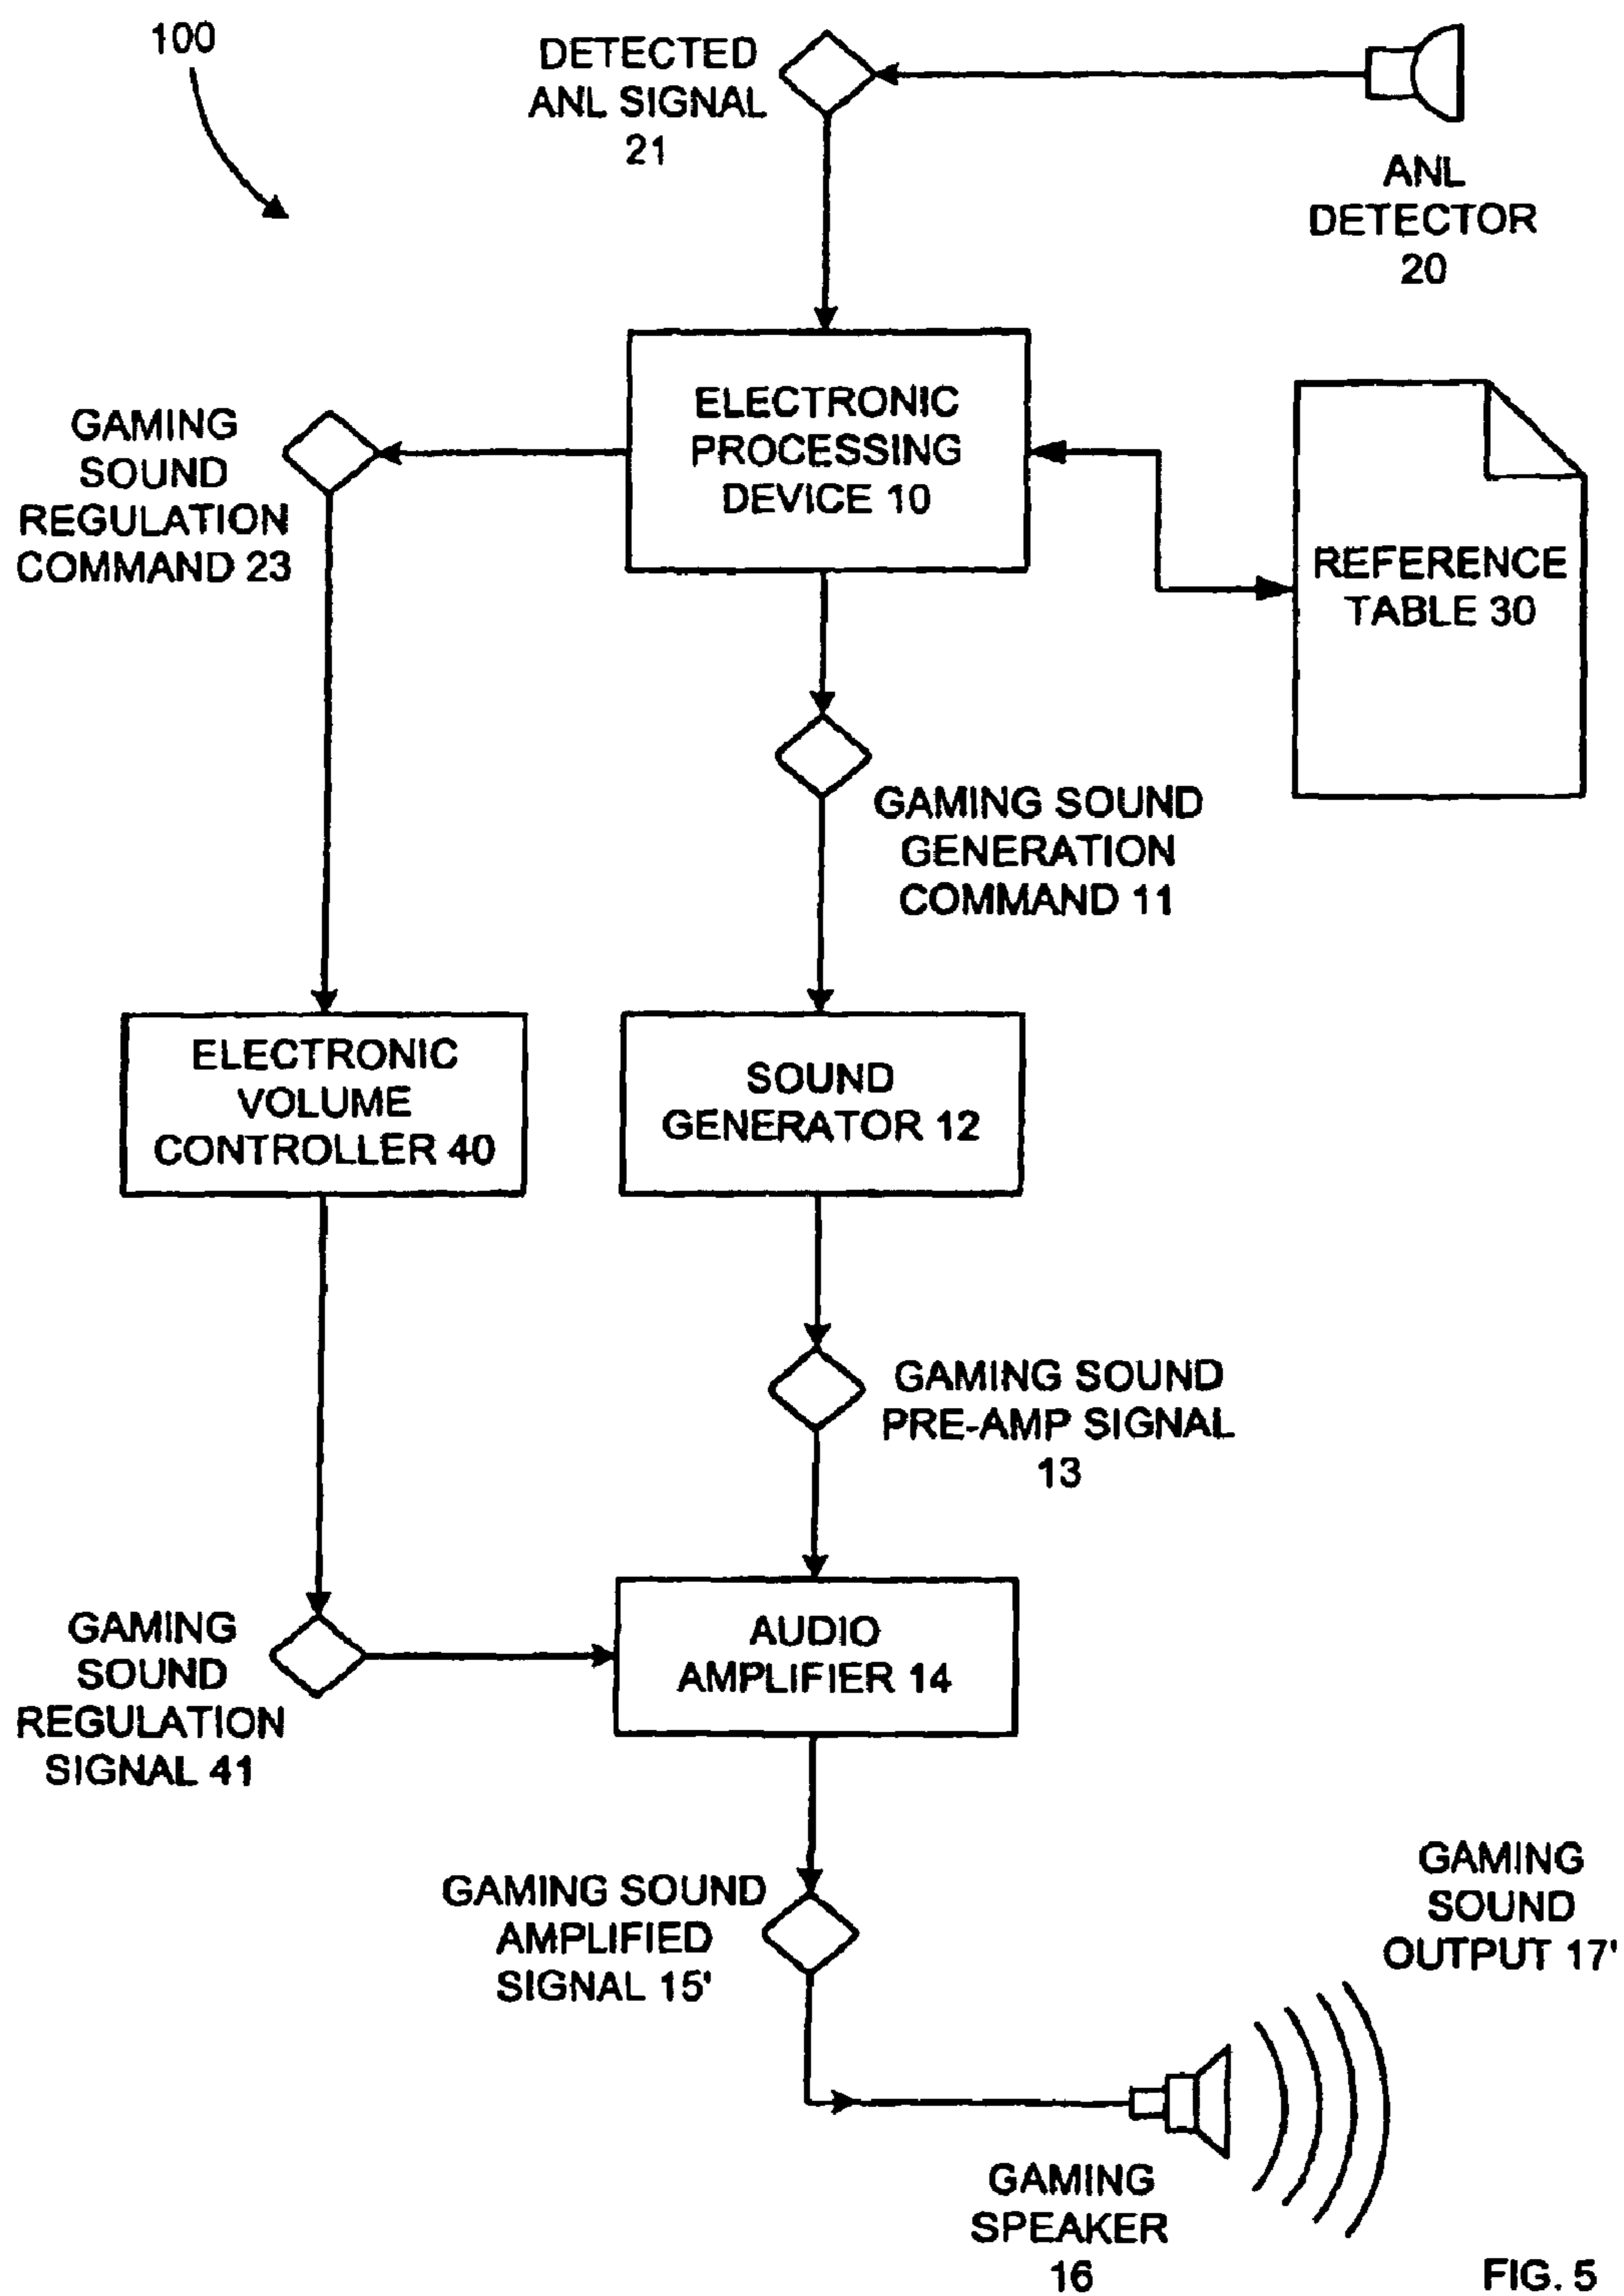 100
DETECTED
ANL SIGNAL
21
ANL
DETECTOR
20
ELECTRONIC
PROCESSING
DEVICE 10
GAMING
SOUND
REGULATION
COMMAND 23
REFERENCE
TABLE 30
GAMING SOUND
GENERATION
COMMAND 11
ELECTRONIC
VOLUME
CONTROLLER 40
SOUND
GENERATOR 12
GAMING SOUND
PRE-AMP SIGNAL
13
GAMING
SOUND
REGULATION
SIGNAL 41
AUDIO
AMPLIFIER 14
GAMING SOUND
AMPLIFIED
SIGNAL 15'
GAMING
SOUND
OUTPUT 17'
GAMING
SPEAKER
16
FIG. 5